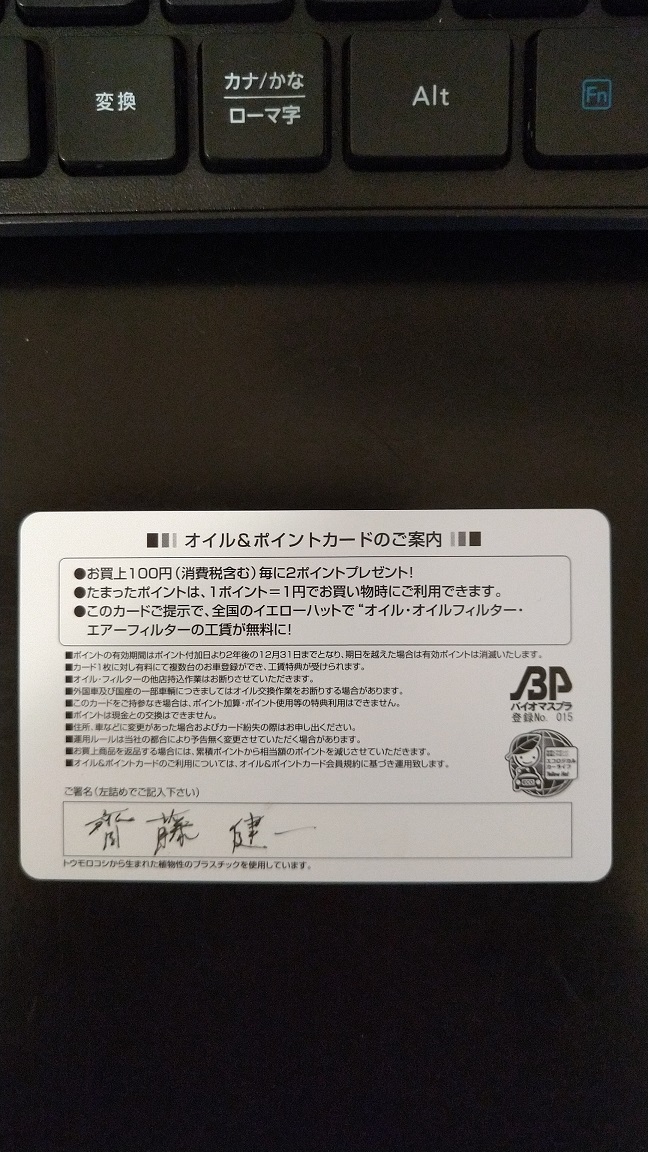 変換
カナ/かな
ローマ字
Alt
Fn
オイル&ポイントカードのご案内
●お買上100円(消費税含む)毎に2ポイントプレゼント!
●たまったポイントは、1ポイント=1円でお買い物時にご利用できます。
●このカードご提示で、全国のイエローハットで“オイル・オイルフィルター・
エアーフィルターの工賃が無料に!
■ポイントの有効期間はポイント付加日より2年後の12月31日までとなり、期日を越えた場合は有効ポイントは消滅いたします。
■カード1枚に対し有料にて複数台のお車登録ができ、工賃特典が受けられます。
■オイル・フィルターの他店持込作業はお断りさせていただきます。
■外国車及び国産の一部車輌につきましてはオイル交換作業をお断りする場合があります。
■このカードをご持参なき場合は、ポイント加算・ポイント使用等の特典利用はできません。
■ポイントは現金との交換はできません。
■住所、車などに変更があった場合およびカード紛失の際はお申し出ください。
■運用ルールは当社の都合により予告無く変更させていただく場合があります。
■お買上商品を返品する場合には、累積ポイントから相当額のポイントを減じさせていただきます。
■オイル&ポイントカードのご利用については、オイル&ポイントカード会員規約に基づき運用致します。
BP
バイオマスプラ
登録No. 015
Yellow Hat
ご署名(左詰めでご記入下さい)
齋藤 健一
トウモロコシから生まれた植物性のプラスチックを使用しています。